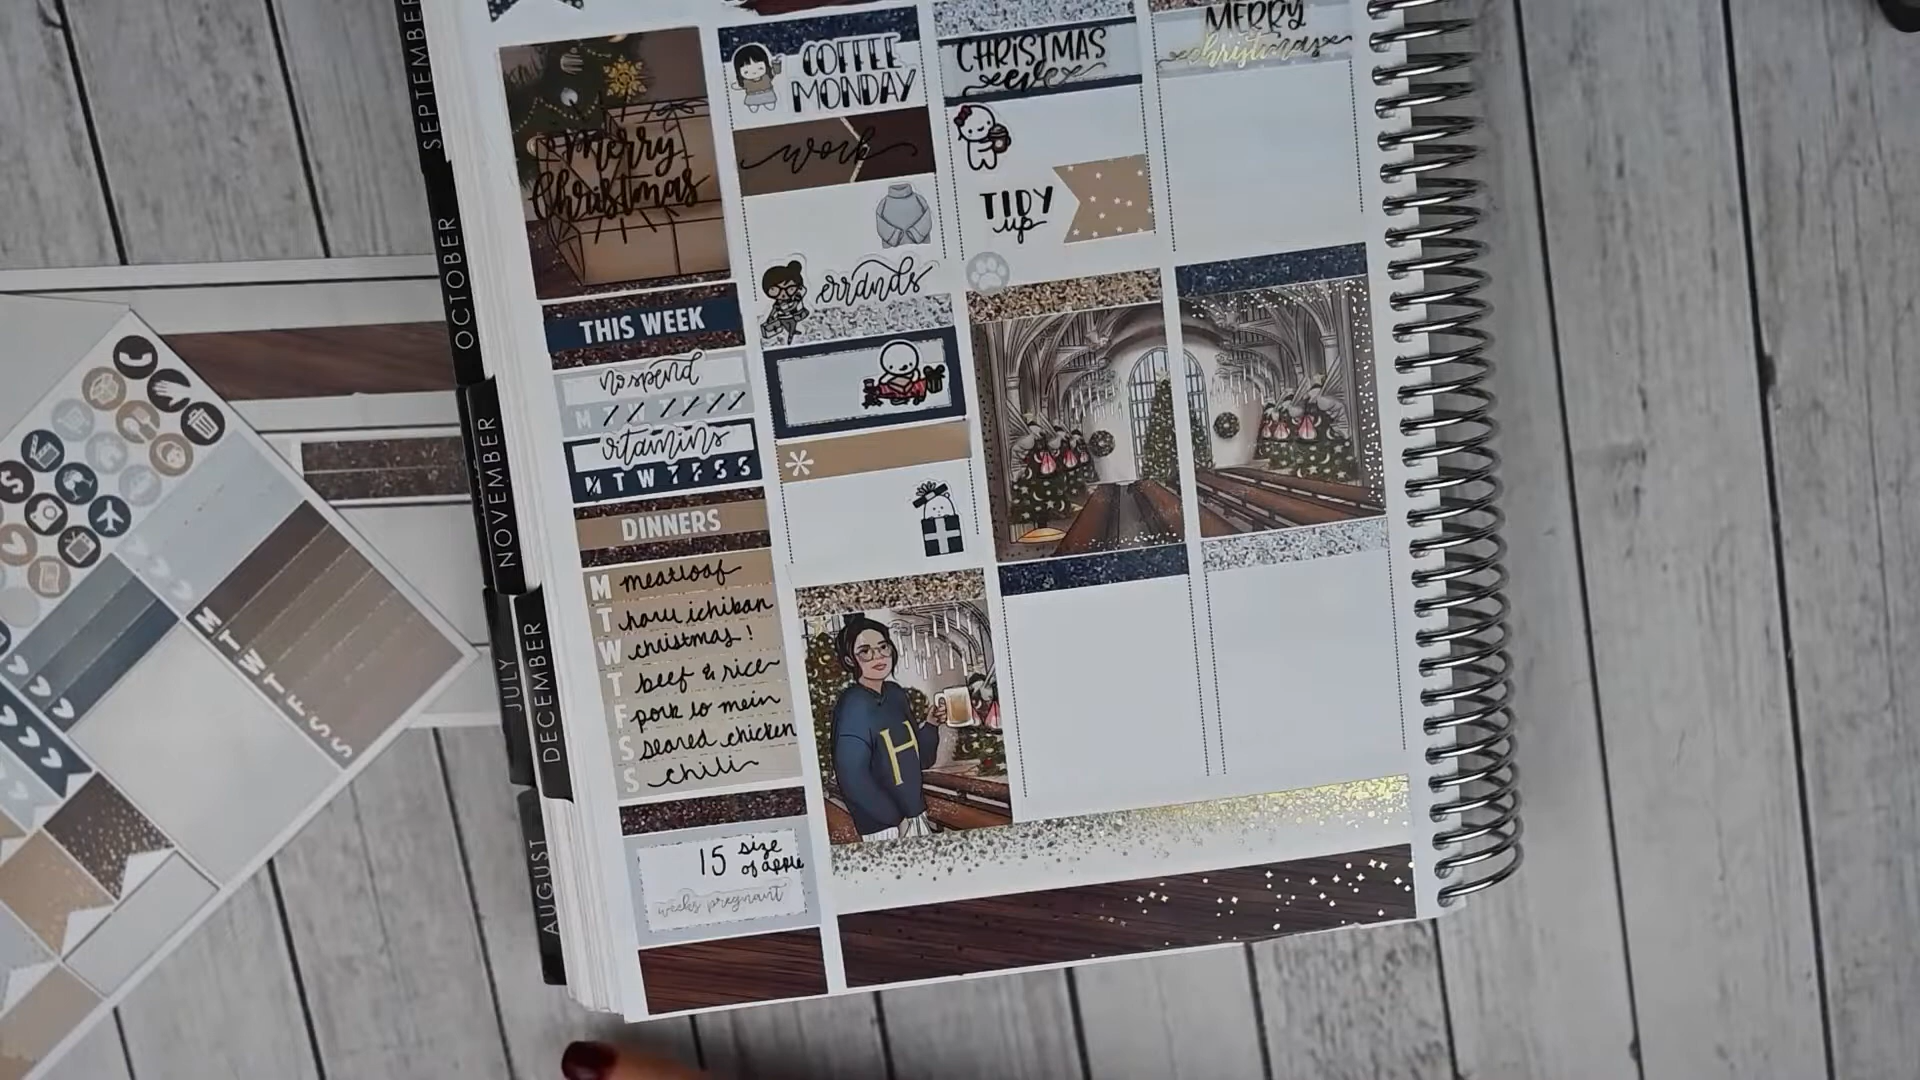 SEPTEMBER
OCTOBER
NOVEMBER
JULY
DECEMBER
AUGUST
Merry
Christmas
THIS WEEK
no spend
M T W T F S S
vitamins
M T W T F S S
DINNERS
M meatloaf
T haru ichiban
W christmas!
T beef & rice
F pork lo mein
S seared chicken
S chili
15 size
of apple
weeks pregnant
COFFEE
MONDAY
work
errands
H
CHRISTMAS
eve
TIDY
up
MERRY
christmas
M T W T F S S
$